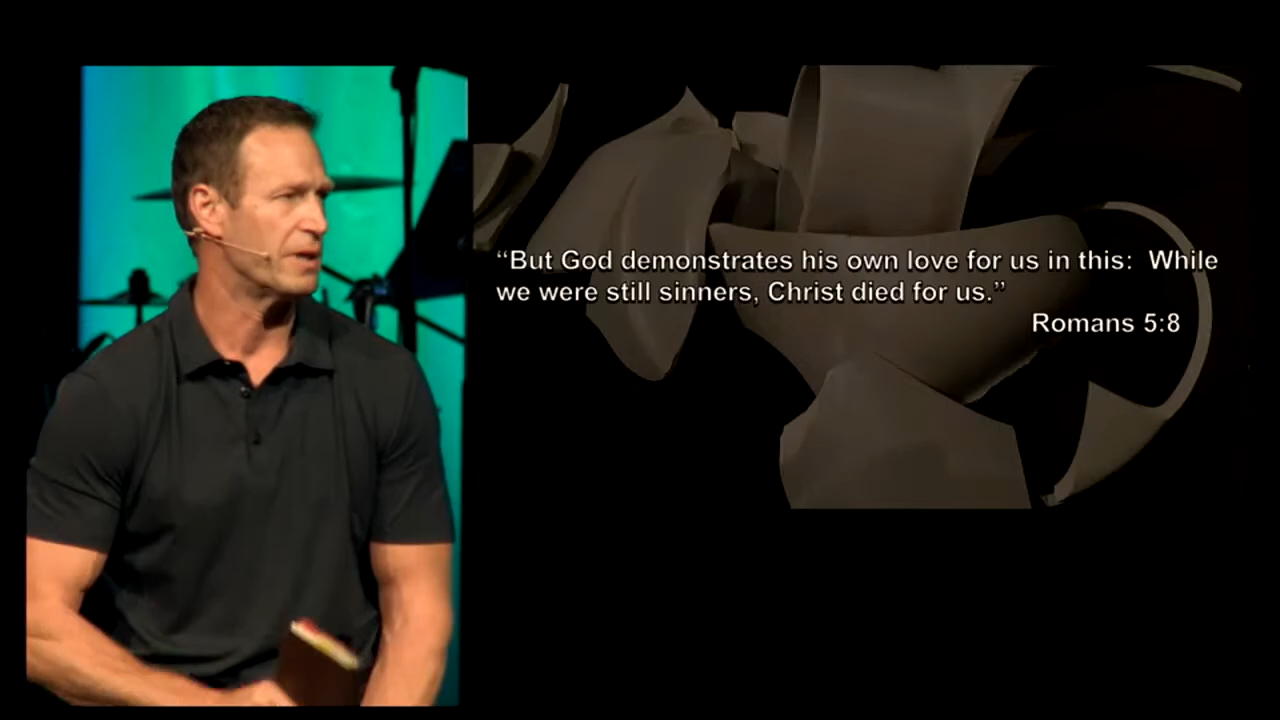 “But God demonstrates his own love for us in this:  While
we were still sinners, Christ died for us.”
Romans 5:8